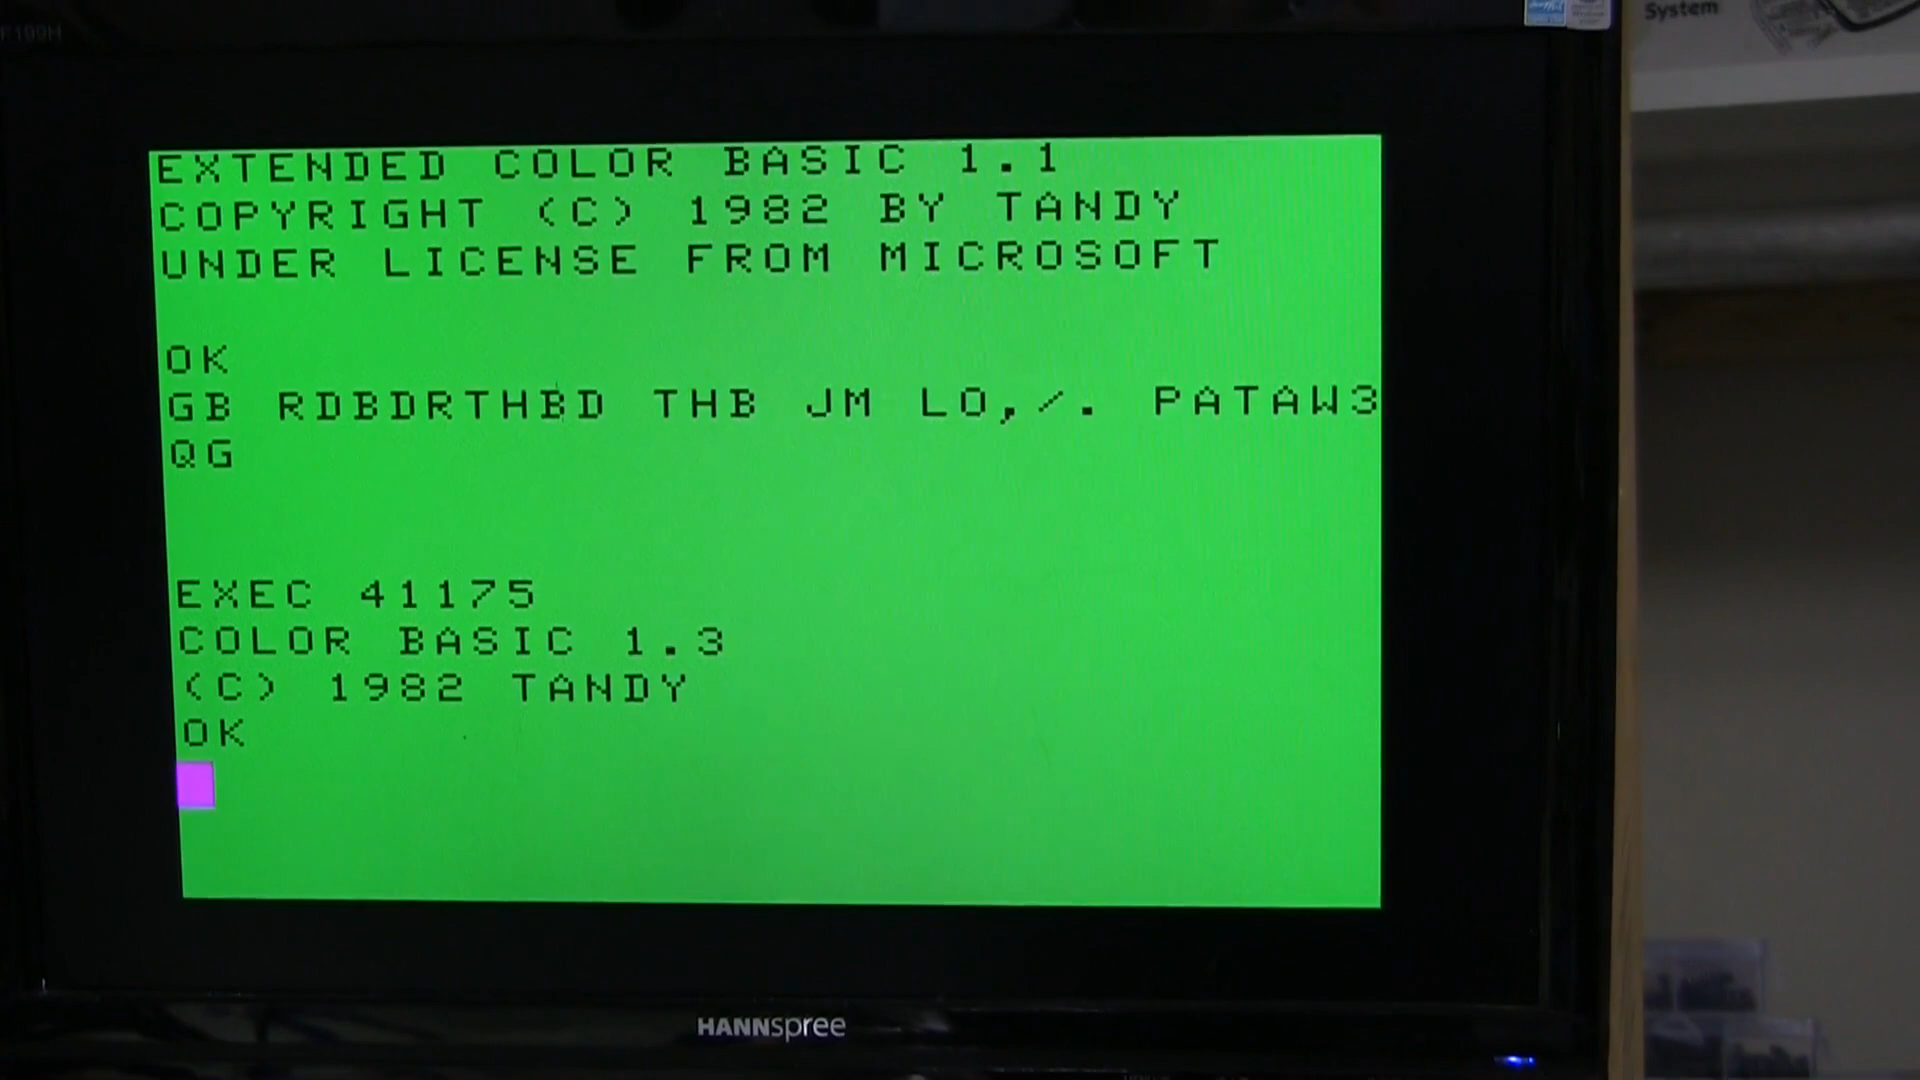 F199H
System
EXTENDED COLOR BASIC 1.1
COPYRIGHT (C) 1982 BY TANDY
UNDER LICENSE FROM MICROSOFT
OK
GB RDBDRTHBD THB JM LO,/. PATAW3
QG
EXEC 41175
COLOR BASIC 1.3
(C) 1982 TANDY
OK
HANNspree